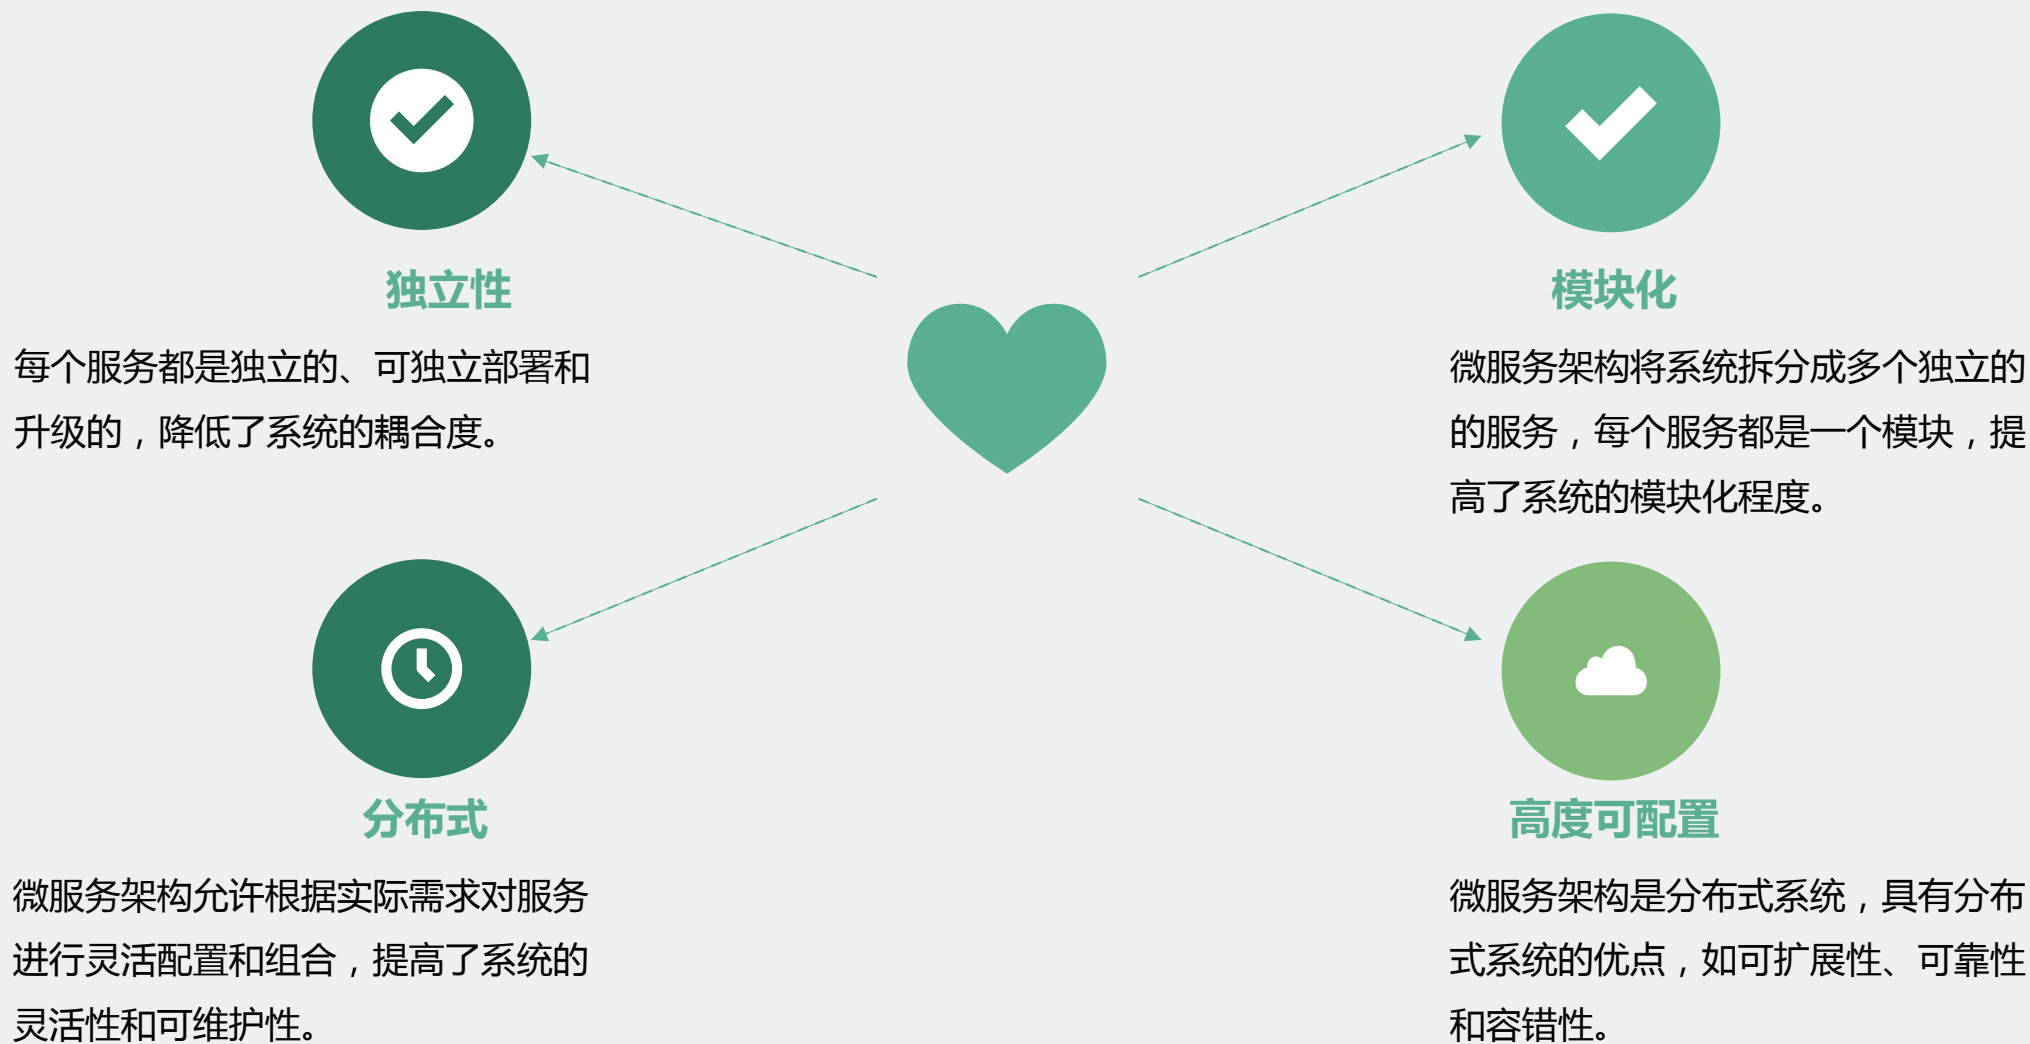 独立性
每个服务都是独立的、可独立部署和
升级的，降低了系统的耦合度。
模块化
微服务架构将系统拆分成多个独立的
的服务，每个服务都是一个模块，提
高了系统的模块化程度。
分布式
微服务架构允许根据实际需求对服务
进行灵活配置和组合，提高了系统的
灵活性和可维护性。
高度可配置
微服务架构是分布式系统，具有分布
式系统的优点，如可扩展性、可靠性
和容错性。